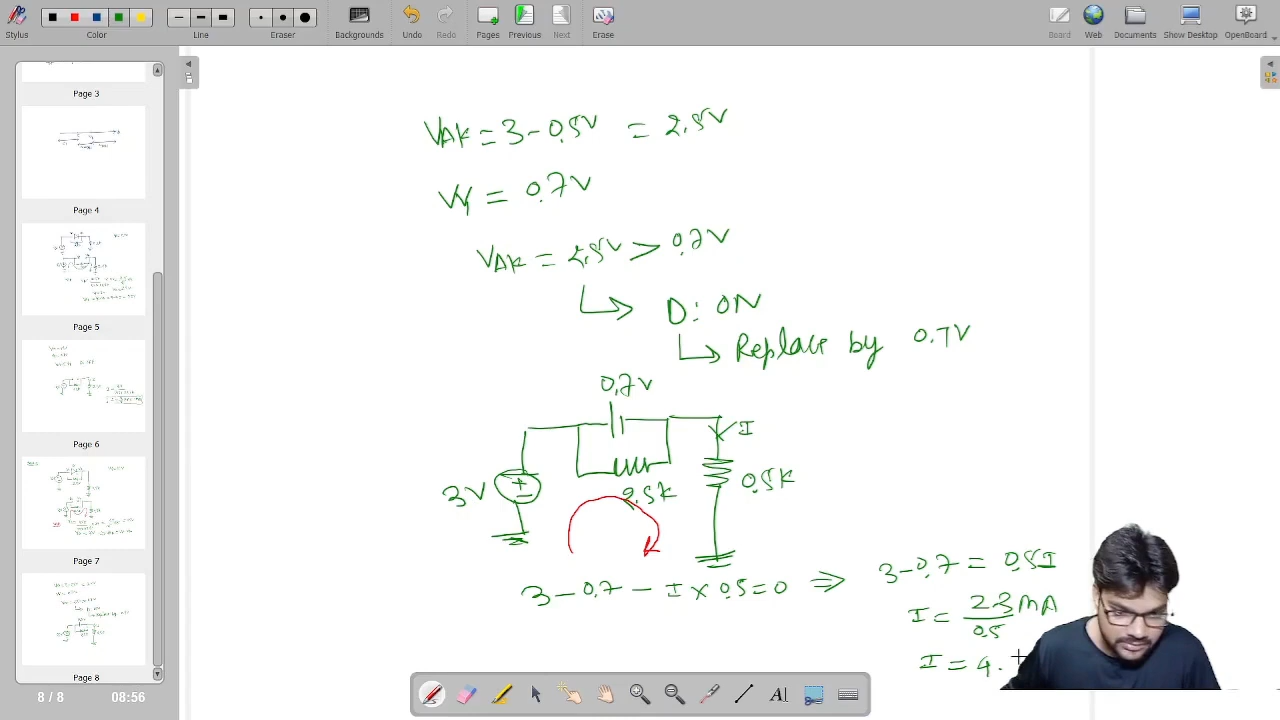 Stylus
Color
Line
Eraser
Backgrounds
Undo
Redo
Pages
Previous
Next
Erase
Board
Web
Documents
Show Desktop
OpenBoard
Page 3
Page 4
Page 5
Page 6
Page 7
Page 8
8 / 8
08:56
VAK = 3 - 0.5V = 2.5V
Vγ = 0.7V
VAK = 2.5V > 0.7V
D: ON
Replace by 0.7V
0.7V
I
3V
+
-
2.5K
0.5K
3 - 0.7 - I × 0.5 = 0 ⇒ 3 - 0.7 = 0.5I
I = 2.3/0.5 mA
I = 4.